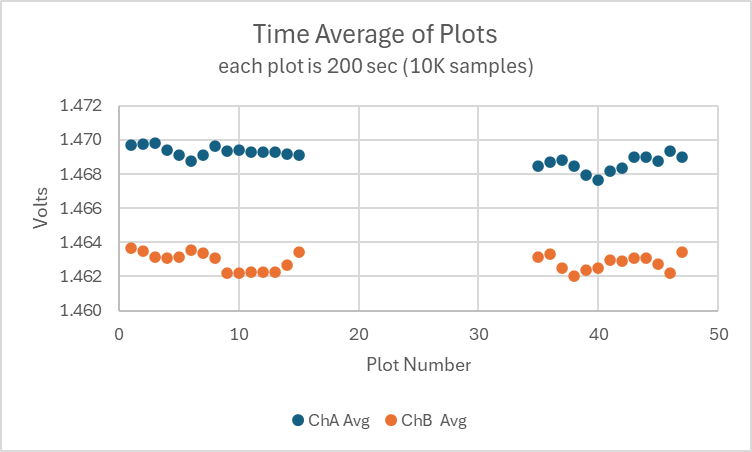 Time Average of Plots
each plot is 200 sec (10K samples)
1.472
1.470
1.468
1.466
1.464
1.462
1.460
Volts
0 10 20 30 40 50
Plot Number
ChA Avg ChB Avg